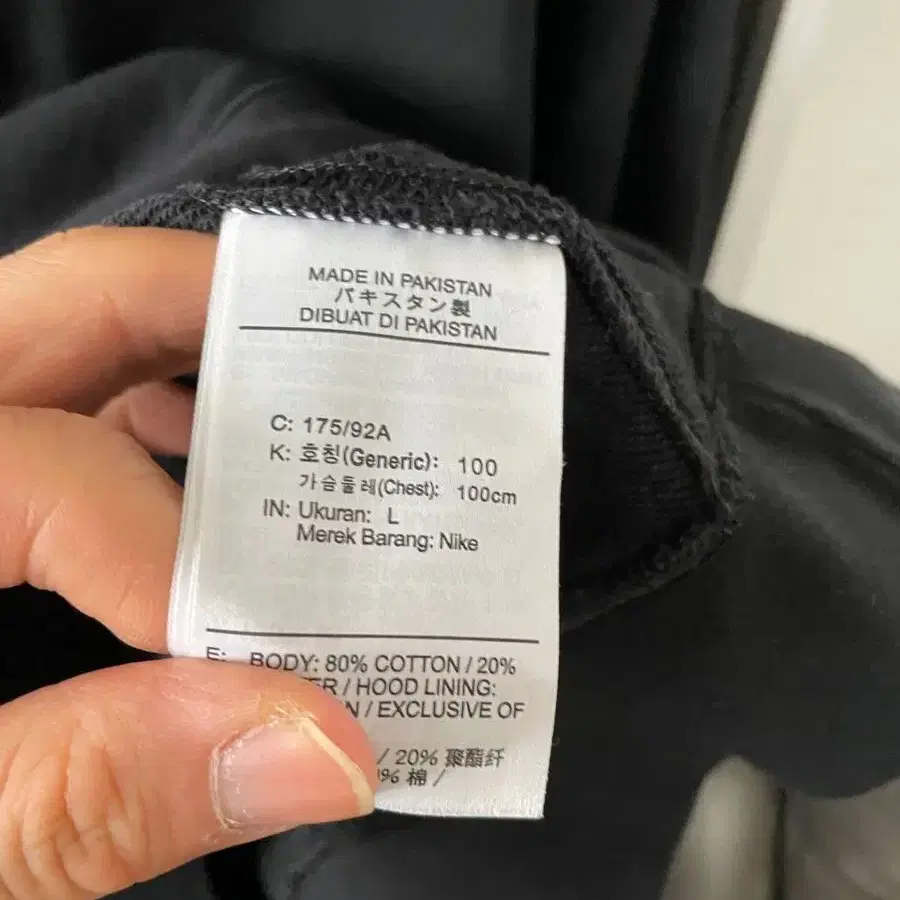 MADE IN PAKISTAN
パキスタン製
DIBUAT DI PAKISTAN
C: 175/92A
K: 호칭(Generic): 100
가슴둘레(Chest): 100cm
IN: Ukuran: L
Merek Barang: Nike
E: BODY: 80% COTTON / 20%
/ HOOD LINING:
/ EXCLUSIVE OF
/ 20% 聚酯纤
% 棉 /